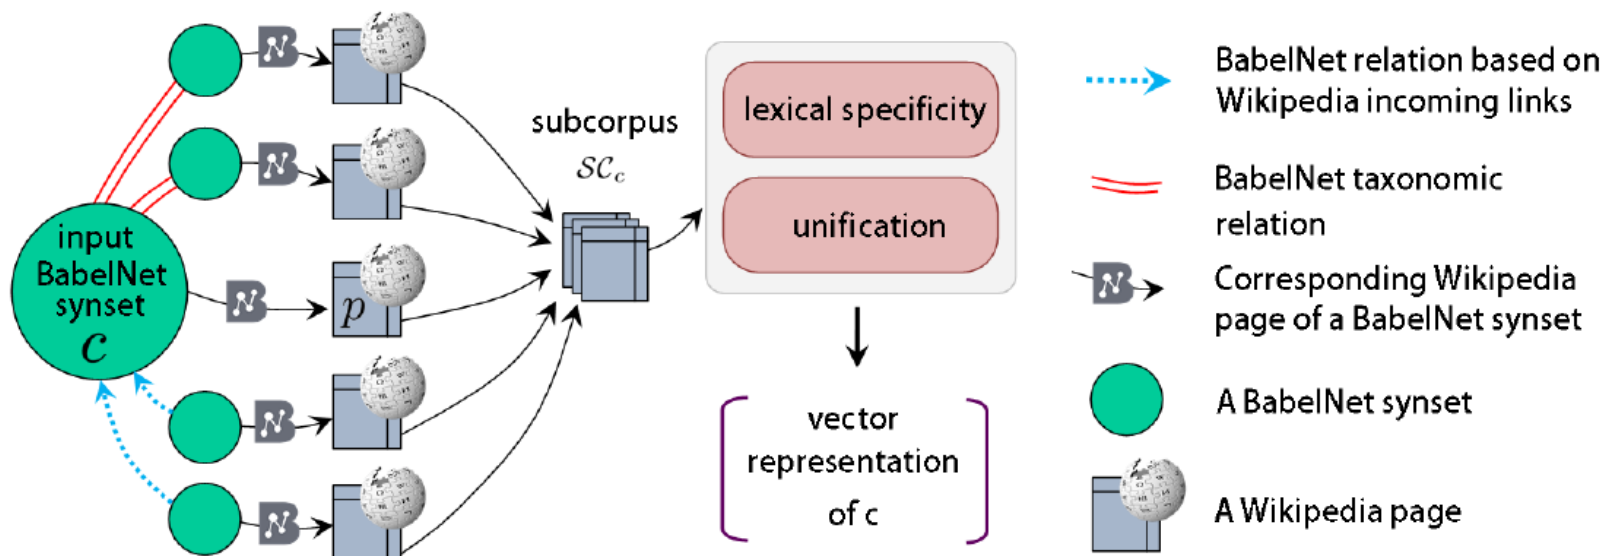 input
BabelNet
synset
c
p
subcorpus
SC_c
lexical specificity
unification
vector
representation
of c
BabelNet relation based on
Wikipedia incoming links
BabelNet taxonomic
relation
Corresponding Wikipedia
page of a BabelNet synset
A BabelNet synset
A Wikipedia page